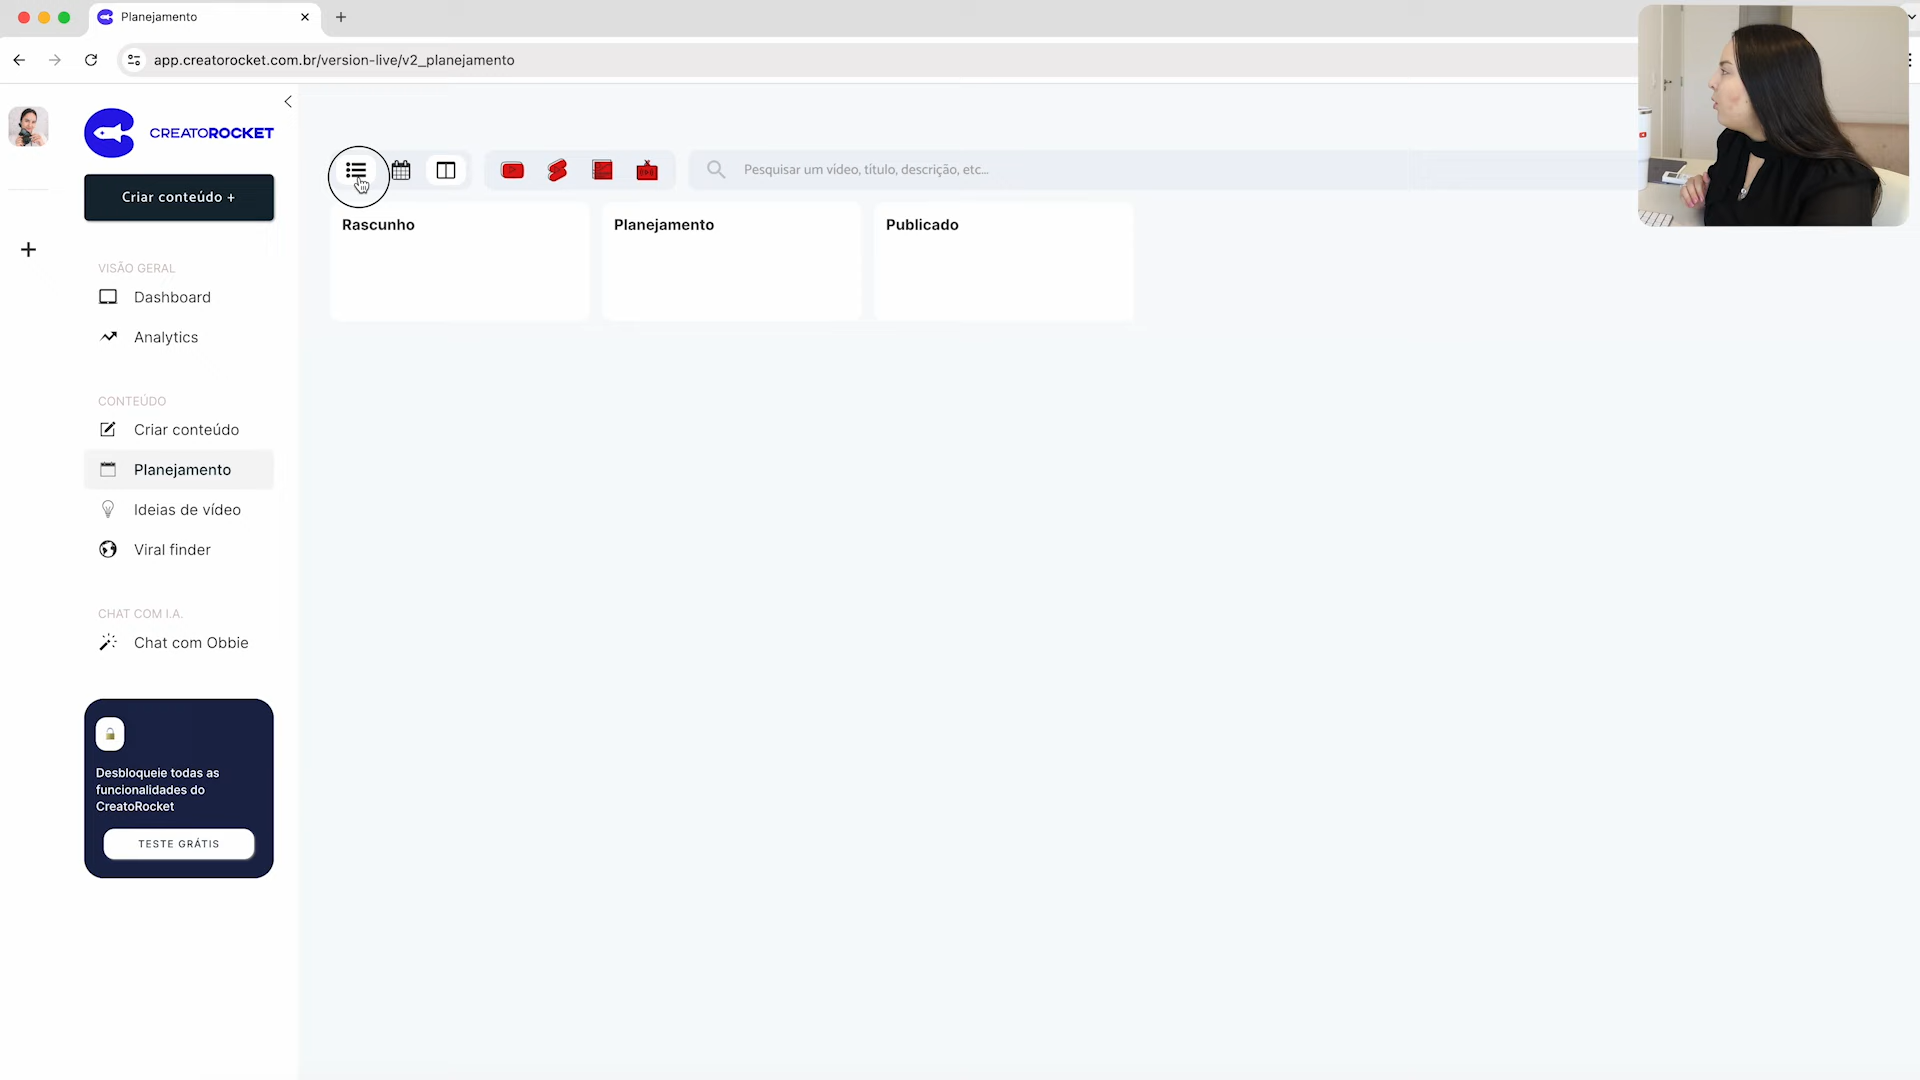 Planejamento
app.creatorocket.com.br/version-live/v2_planejamento
CREATOROCKET
Criar conteúdo +
Pesquisar um video, título, descrição, etc...
Rascunho
Planejamento
Publicado
VISÃO GERAL
Dashboard
Analytics
CONTEÚDO
Criar conteúdo
Planejamento
Ideias de vídeo
Viral finder
CHAT COM I.A.
Chat com Obbie
Desbloqueie todas as
funcionalidades do
CreatoRocket
TESTE GRÁTIS